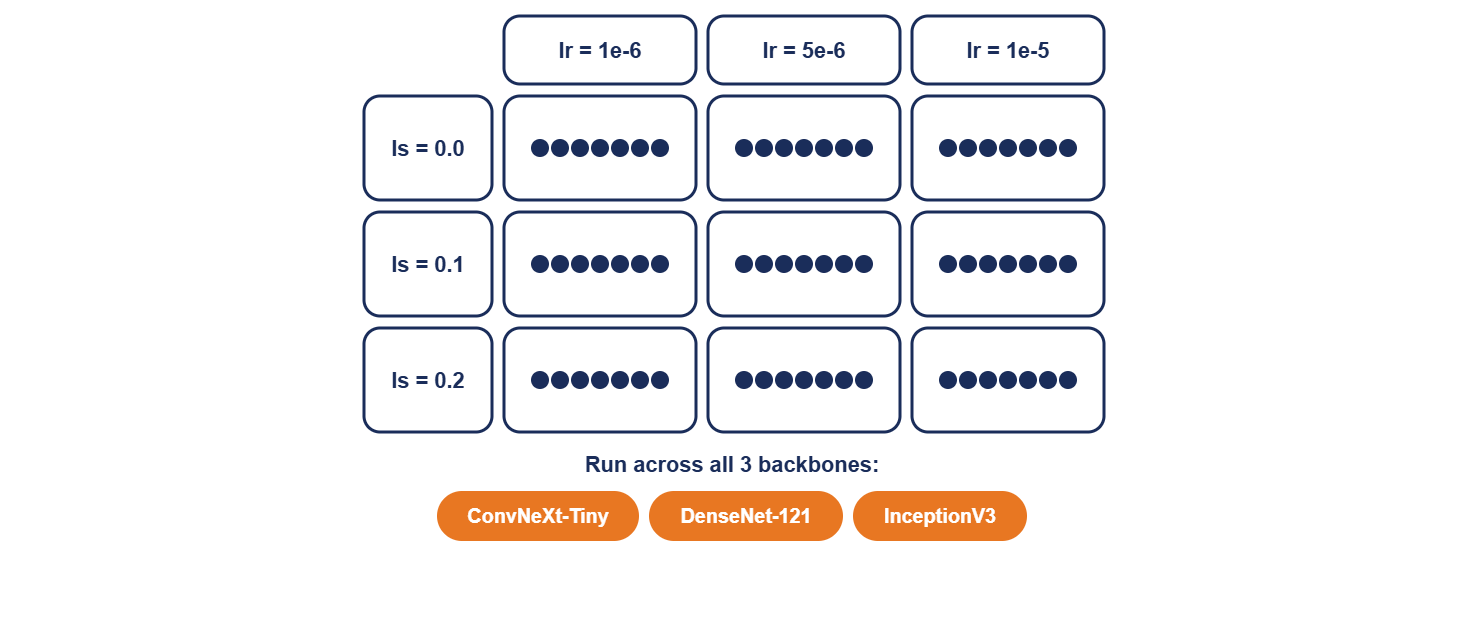 lr = 1e-6 lr = 5e-6 lr = 1e-5
ls = 0.0
ls = 0.1
ls = 0.2
Run across all 3 backbones:
ConvNeXt-Tiny DenseNet-121 InceptionV3